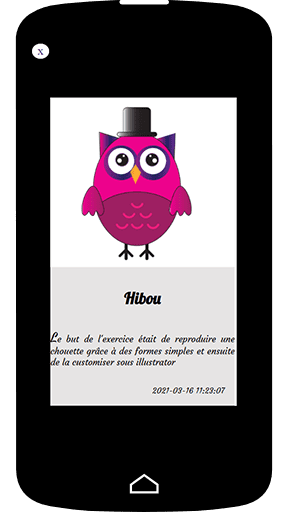 x
Hibou
Le but de l'exercice était de reproduire une
chouette grâce à des formes simples et ensuite
de la customiser sous illustrator
2021-03-16 11:23:07